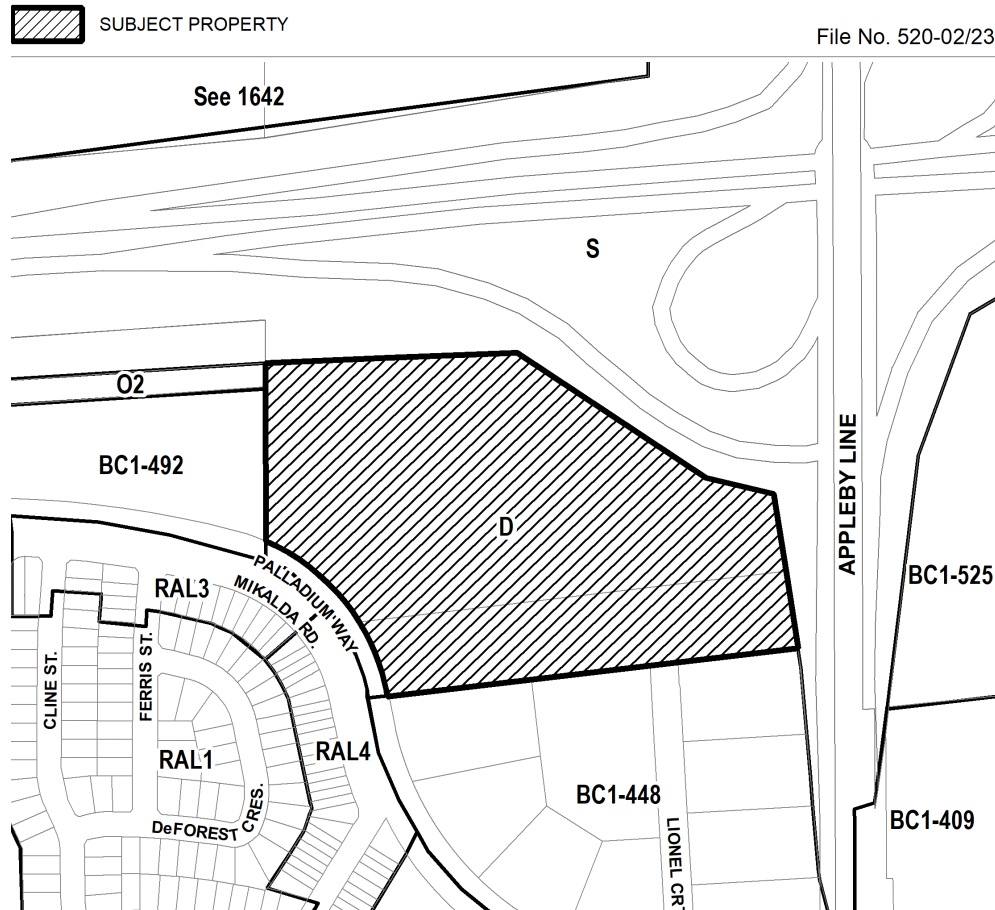 SUBJECT PROPERTY
File No. 520-02/23
See 1642
S
O2
BC1-492
D
APPLEBY LINE
BC1-525
PALLADIUM WAY
MIKALDA RD.
RAL3
CLINE ST.
FERRIS ST.
RAL1
RAL4
DeFOREST CRES.
BC1-448
LIONEL CRT
BC1-409